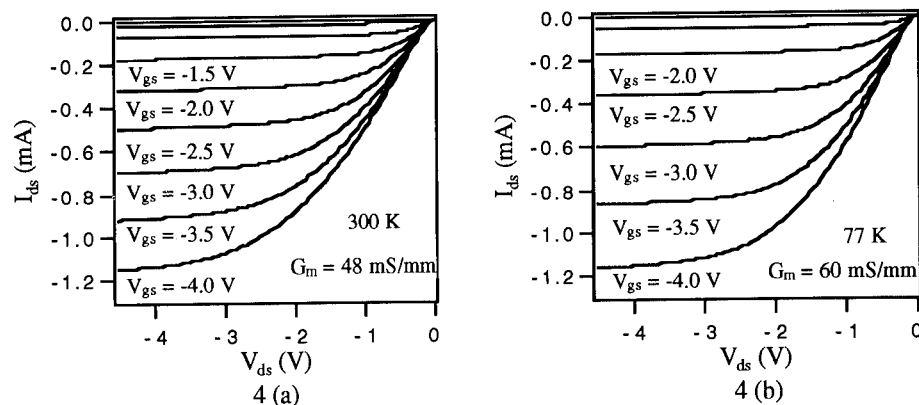 0.0
-0.2
-0.4
-0.6
-0.8
-1.0
-1.2
I_ds (mA)
V_gs = -1.5 V
V_gs = -2.0 V
V_gs = -2.5 V
V_gs = -3.0 V
V_gs = -3.5 V
V_gs = -4.0 V
300 K
G_m = 48 mS/mm
-4 -3 -2 -1 0
V_ds (V)
4 (a)
0.0
-0.2
-0.4
-0.6
-0.8
-1.0
-1.2
I_ds (mA)
V_gs = -2.0 V
V_gs = -2.5 V
V_gs = -3.0 V
V_gs = -3.5 V
V_gs = -4.0 V
77 K
G_m = 60 mS/mm
-4 -3 -2 -1 0
V_ds (V)
4 (b)